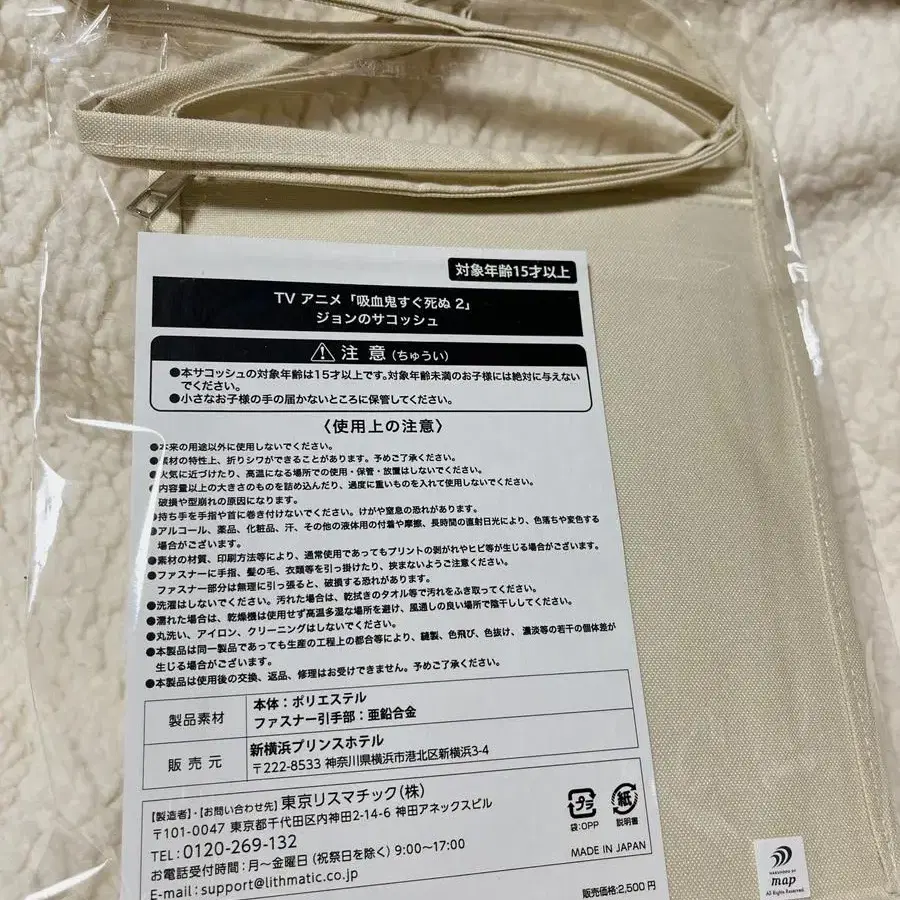 対象年齢15才以上
TV アニメ「吸血鬼すぐ死ぬ 2」
ジョンのサコッシュ
注 意 (ちゅうい)
●本サコッシュの対象年齢は15才以上です。対象年齢未満のお子様には絶対に与えない
でください。
●小さなお子様の手の届かないところに保管してください。
〈使用上の注意〉
●本来の用途以外に使用しないでください。
●素材の特性上、折りシワができることがあります。予めご了承ください。
●火気に近づけたり、高温になる場所での使用・保管・放置はしないでください。
●内容量以上の大きさのものを詰め込んだり、過度に重いものを入れて使用しないでください。
破損や型崩れの原因になります。
●持ち手を手指や首に巻き付けないでください。けがや窒息の恐れがあります。
●アルコール、薬品、化粧品、汗、その他の液体用の付着や摩擦、長時間の直射日光により、色落ちや変色する
場合がございます。
●素材の材質、印刷方法等により、通常使用であってもプリントの剥がれやヒビ等が生じる場合がございます。
●ファスナーに手指、髪の毛、衣類等を引っ掛けたり、挟まないようご注意ください。
ファスナー部分は無理に引っ張ると、破損する恐れがあります。
●洗濯はしないでください。汚れた場合は、乾拭きのタオル等で汚れをふき取ってください。
●濡れた場合は、乾燥機は使用せず高温多湿な場所を避け、風通しの良い場所で陰干ししてください。
●丸洗い、アイロン、クリーニングはしないでください。
●本製品は同一製品であっても生産の工程上の都合等により、縫製、色飛び、色抜け、 濃淡等の若干の個体差が
生じる場合がございます。
●本製品は使用後の交換、返品、修理はお受けできません。予めご了承ください。
製品素材
本体：ポリエステル
ファスナー引手部：亜鉛合金
販 売 元
新横浜プリンスホテル
〒222-8533 神奈川県横浜市港北区新横浜3-4
【製造者】・【お問い合わせ先】東京リスマチック(株)
〒101-0047 東京都千代田区内神田2-14-6 神田アネックスビル
TEL：0120-269-132
お電話受付時間：月～金曜日 (祝祭日を除く) 9:00～17:00
E-mail：support@lithmatic.co.jp
プラ
袋:OPP
紙
説明書
MADE IN JAPAN
販売価格:2,500円
HAKUHODO DY
map
All Rights Reserved.